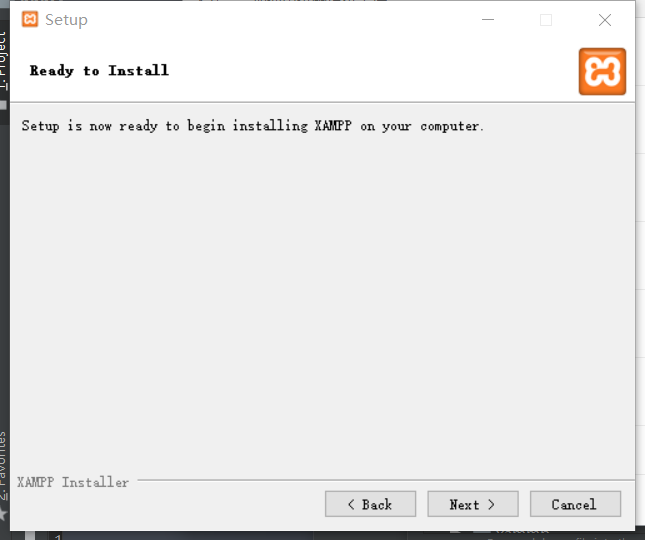 Setup
1: Project
Ready to Install
Setup is now ready to begin installing XAMPP on your computer.
2: Favorites
XAMPP Installer
< Back
Next >
Cancel
1